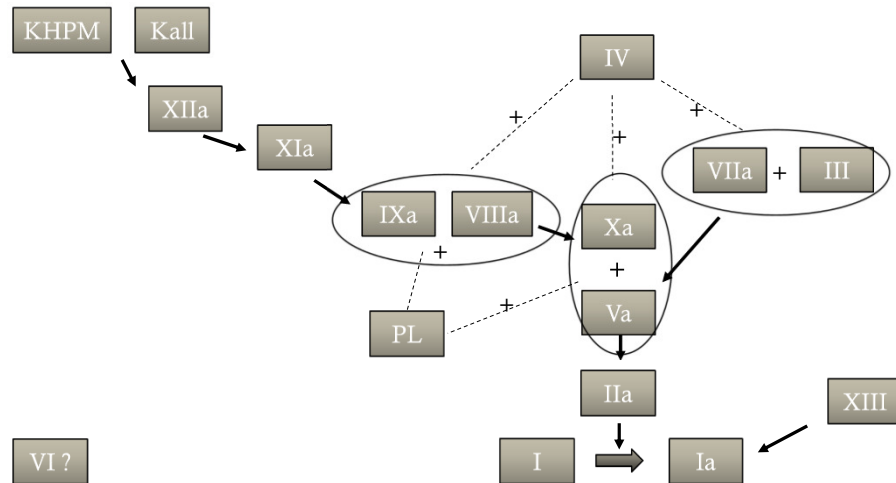 KHPM
Kall
IV
XIIa
+
+
+
XIa
VIIa + III
IXa
VIIIa
Xa
+
+
+
Va
PL
IIa
XIII
VI ?
I
Ia